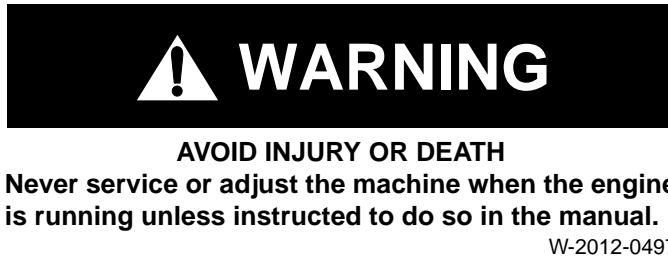 WARNING
AVOID INJURY OR DEATH
Never service or adjust the machine when the engine
is running unless instructed to do so in the manual.
W-2012-0497